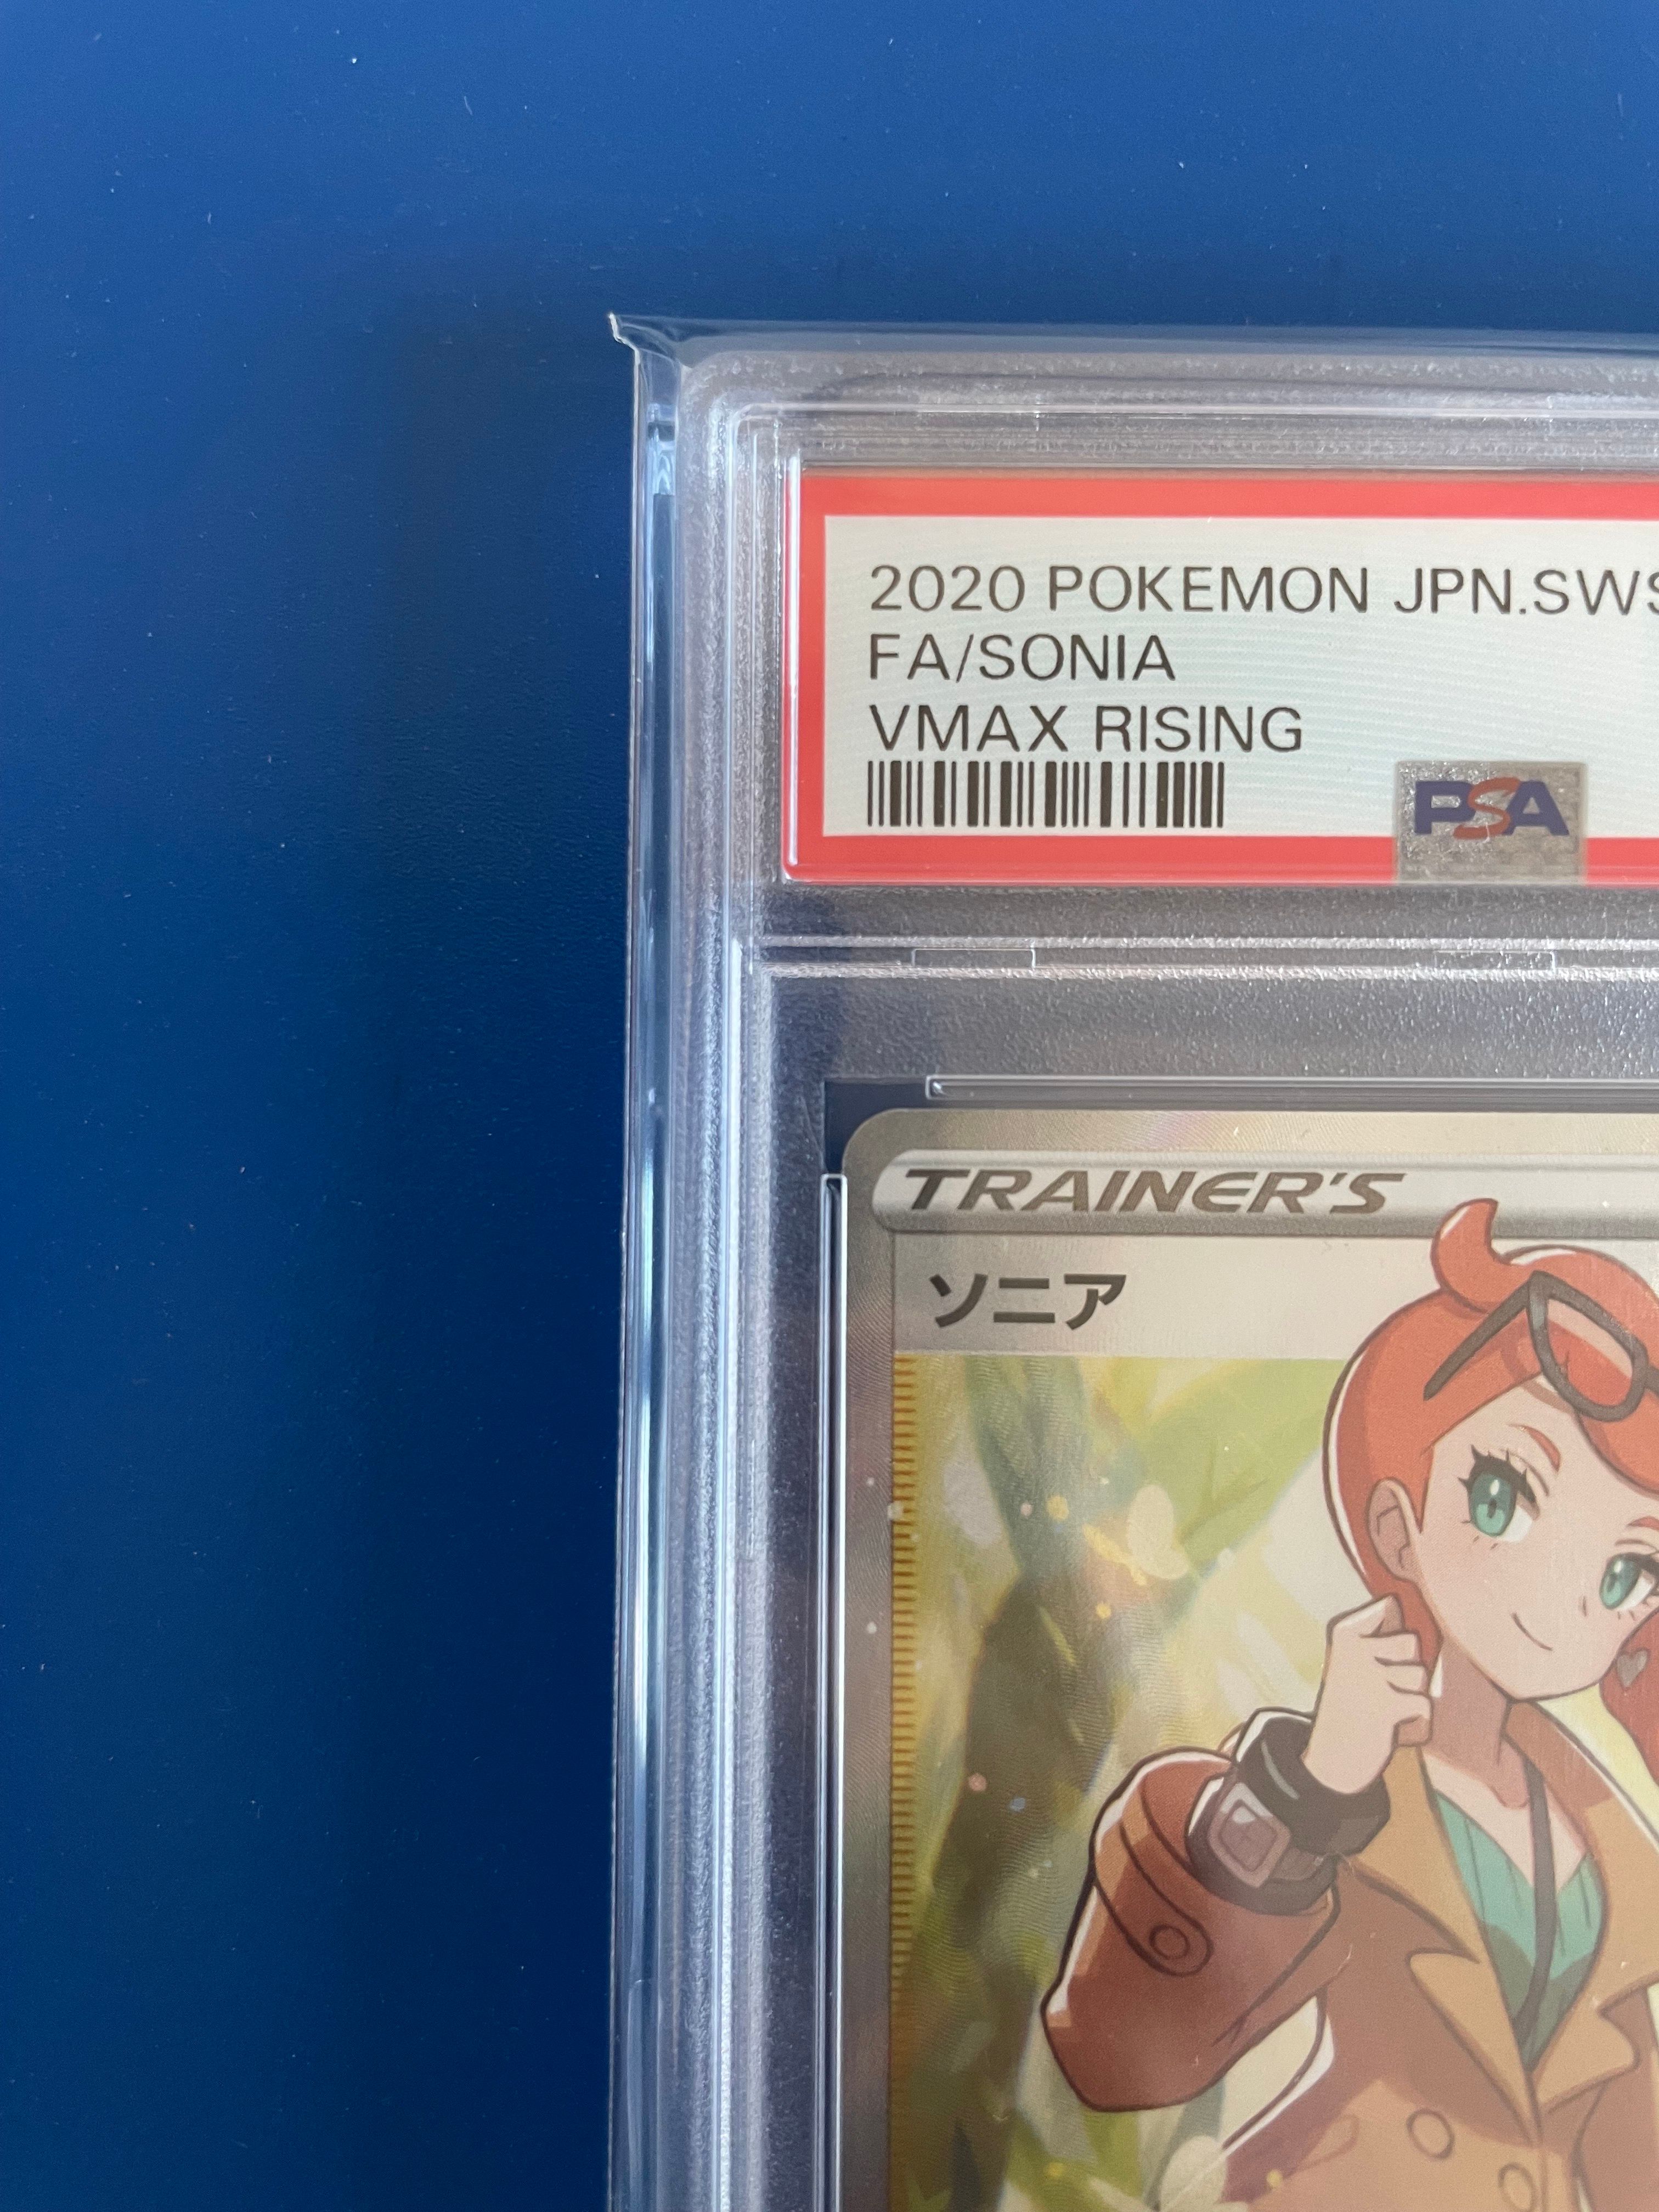 2020 POKEMON JPN.SWS
FA/SONIA
VMAX RISING
PSA
TRAINER'S
ソニア